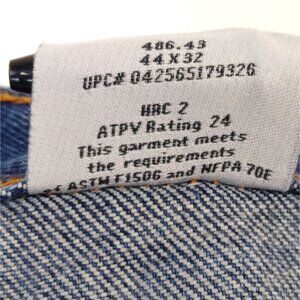 486.43
44 X 32
UPC# 042565179326
HRC 2
ATPV Rating 24
This garment meets
the requirements
of ASTM F1506 and NFPA 70E